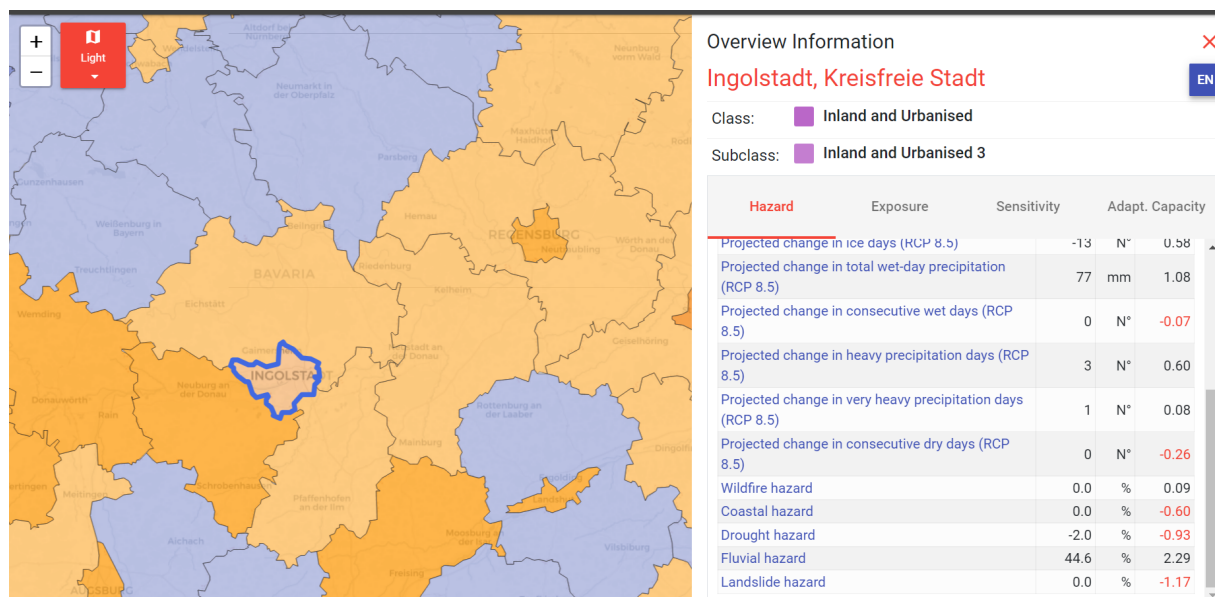 +
−
Light
Altdorf bei
Nürnberg
Neunburg
vorm Wald
Neumarkt in
der Oberpfalz
Parsberg
Gunzenhausen
Weißenburg in
Bayern
Hemau
REGENSBURG
Neutraubling
Wörth an der
Donau
Treuchtlingen
BAVARIA
Riedenburg
Eichstätt
Kelheim
Wemding
Geiselhöring
Neustadt an
der Donau
INGOLSTADT
Neuburg an
der Donau
Donauwörth
Rain
Rottenburg an
der Laaber
Mainburg
Schrobenhausen
Meitingen
Pfaffenhofen
an der Ilm
Aichach
Moosburg a
Vilsbiburg
Freising
AUGSBURG
Overview Information
Ingolstadt, Kreisfreie Stadt
EN
Class: Inland and Urbanised
Subclass: Inland and Urbanised 3
Hazard Exposure Sensitivity Adapt. Capacity
Projected change in ice days (RCP 8.5) -13 N° 0.58
Projected change in total wet-day precipitation
(RCP 8.5) 77 mm 1.08
Projected change in consecutive wet days (RCP
8.5) 0 N° -0.07
Projected change in heavy precipitation days (RCP
8.5) 3 N° 0.60
Projected change in very heavy precipitation days
(RCP 8.5) 1 N° 0.08
Projected change in consecutive dry days (RCP
8.5) 0 N° -0.26
Wildfire hazard 0.0 % 0.09
Coastal hazard 0.0 % -0.60
Drought hazard -2.0 % -0.93
Fluvial hazard 44.6 % 2.29
Landslide hazard 0.0 % -1.17